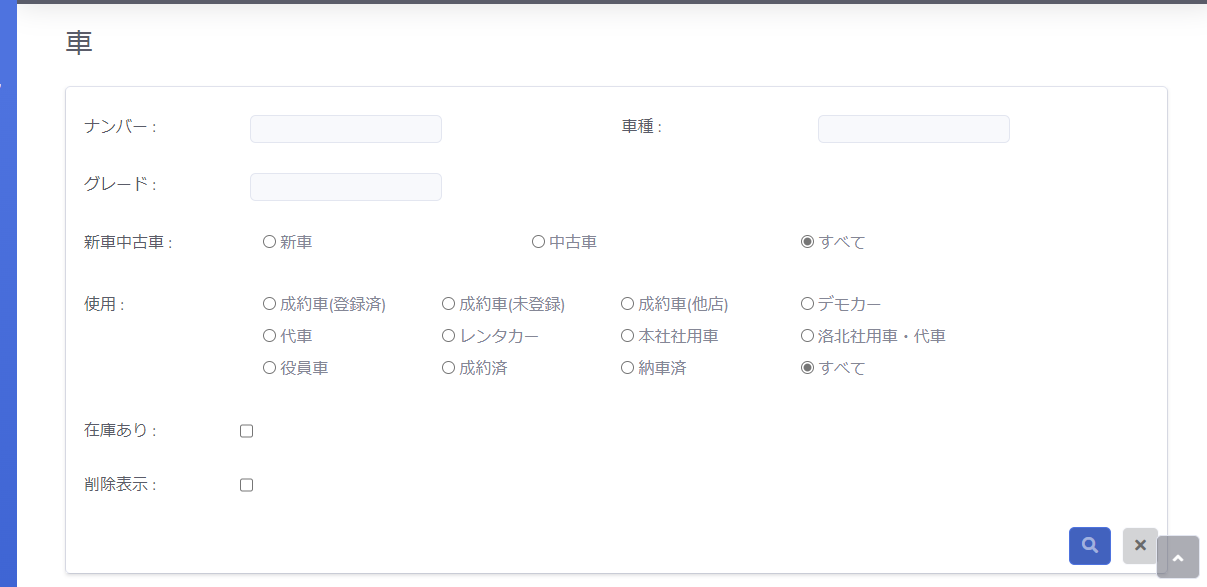 車
ナンバー : 車種 :
グレード :
新車中古車 : 新車 中古車 すべて
使用 : 成約車(登録済) 成約車(未登録) 成約車(他店) デモカー
代車 レンタカー 本社社用車 洛北社用車・代車
役員車 成約済 納車済 すべて
在庫あり :
削除表示 :